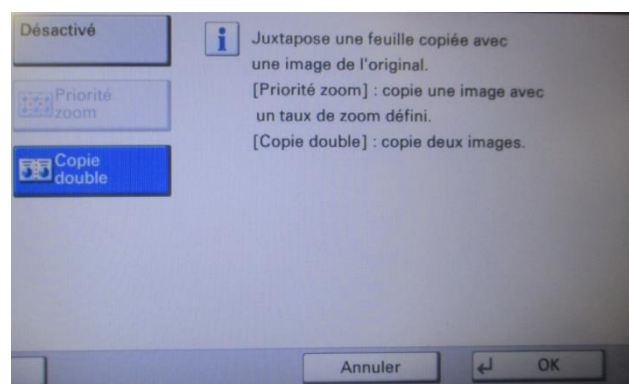 Désactivé
Priorité
zoom
Copie
double
Juxtapose une feuille copiée avec
une image de l'original.
[Priorité zoom] : copie une image avec
un taux de zoom défini.
[Copie double] : copie deux images.
Annuler
OK